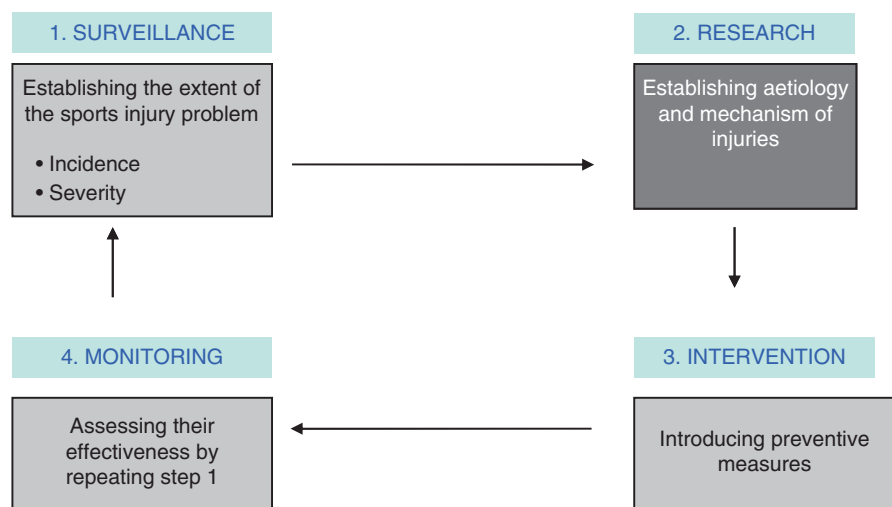 1. SURVEILLANCE
Establishing the extent of
the sports injury problem
• Incidence
• Severity
2. RESEARCH
Establishing aetiology
and mechanism of
injuries
3. INTERVENTION
Introducing preventive
measures
4. MONITORING
Assessing their
effectiveness by
repeating step 1